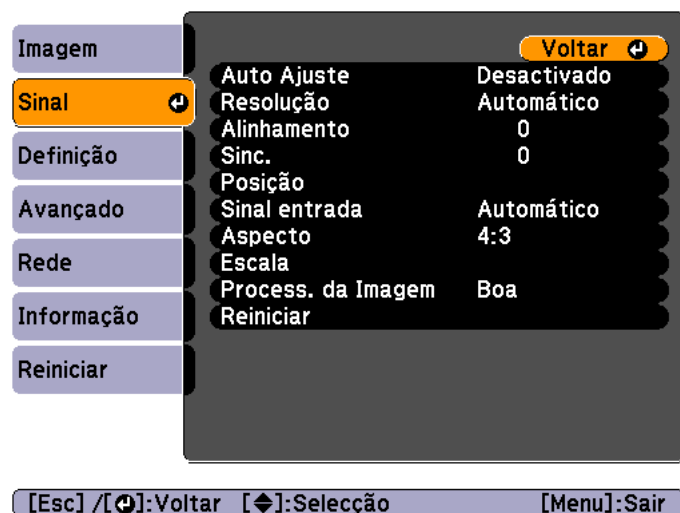 Imagem
Sinal
Definição
Avançado
Rede
Informação
Reiniciar
Voltar
Auto Ajuste Desactivado
Resolução Automático
Alinhamento 0
Sinc. 0
Posição
Sinal entrada Automático
Aspecto 4:3
Escala
Process. da Imagem Boa
Reiniciar
[Esc] /[⏎]:Voltar [◆]:Selecção [Menu]:Sair